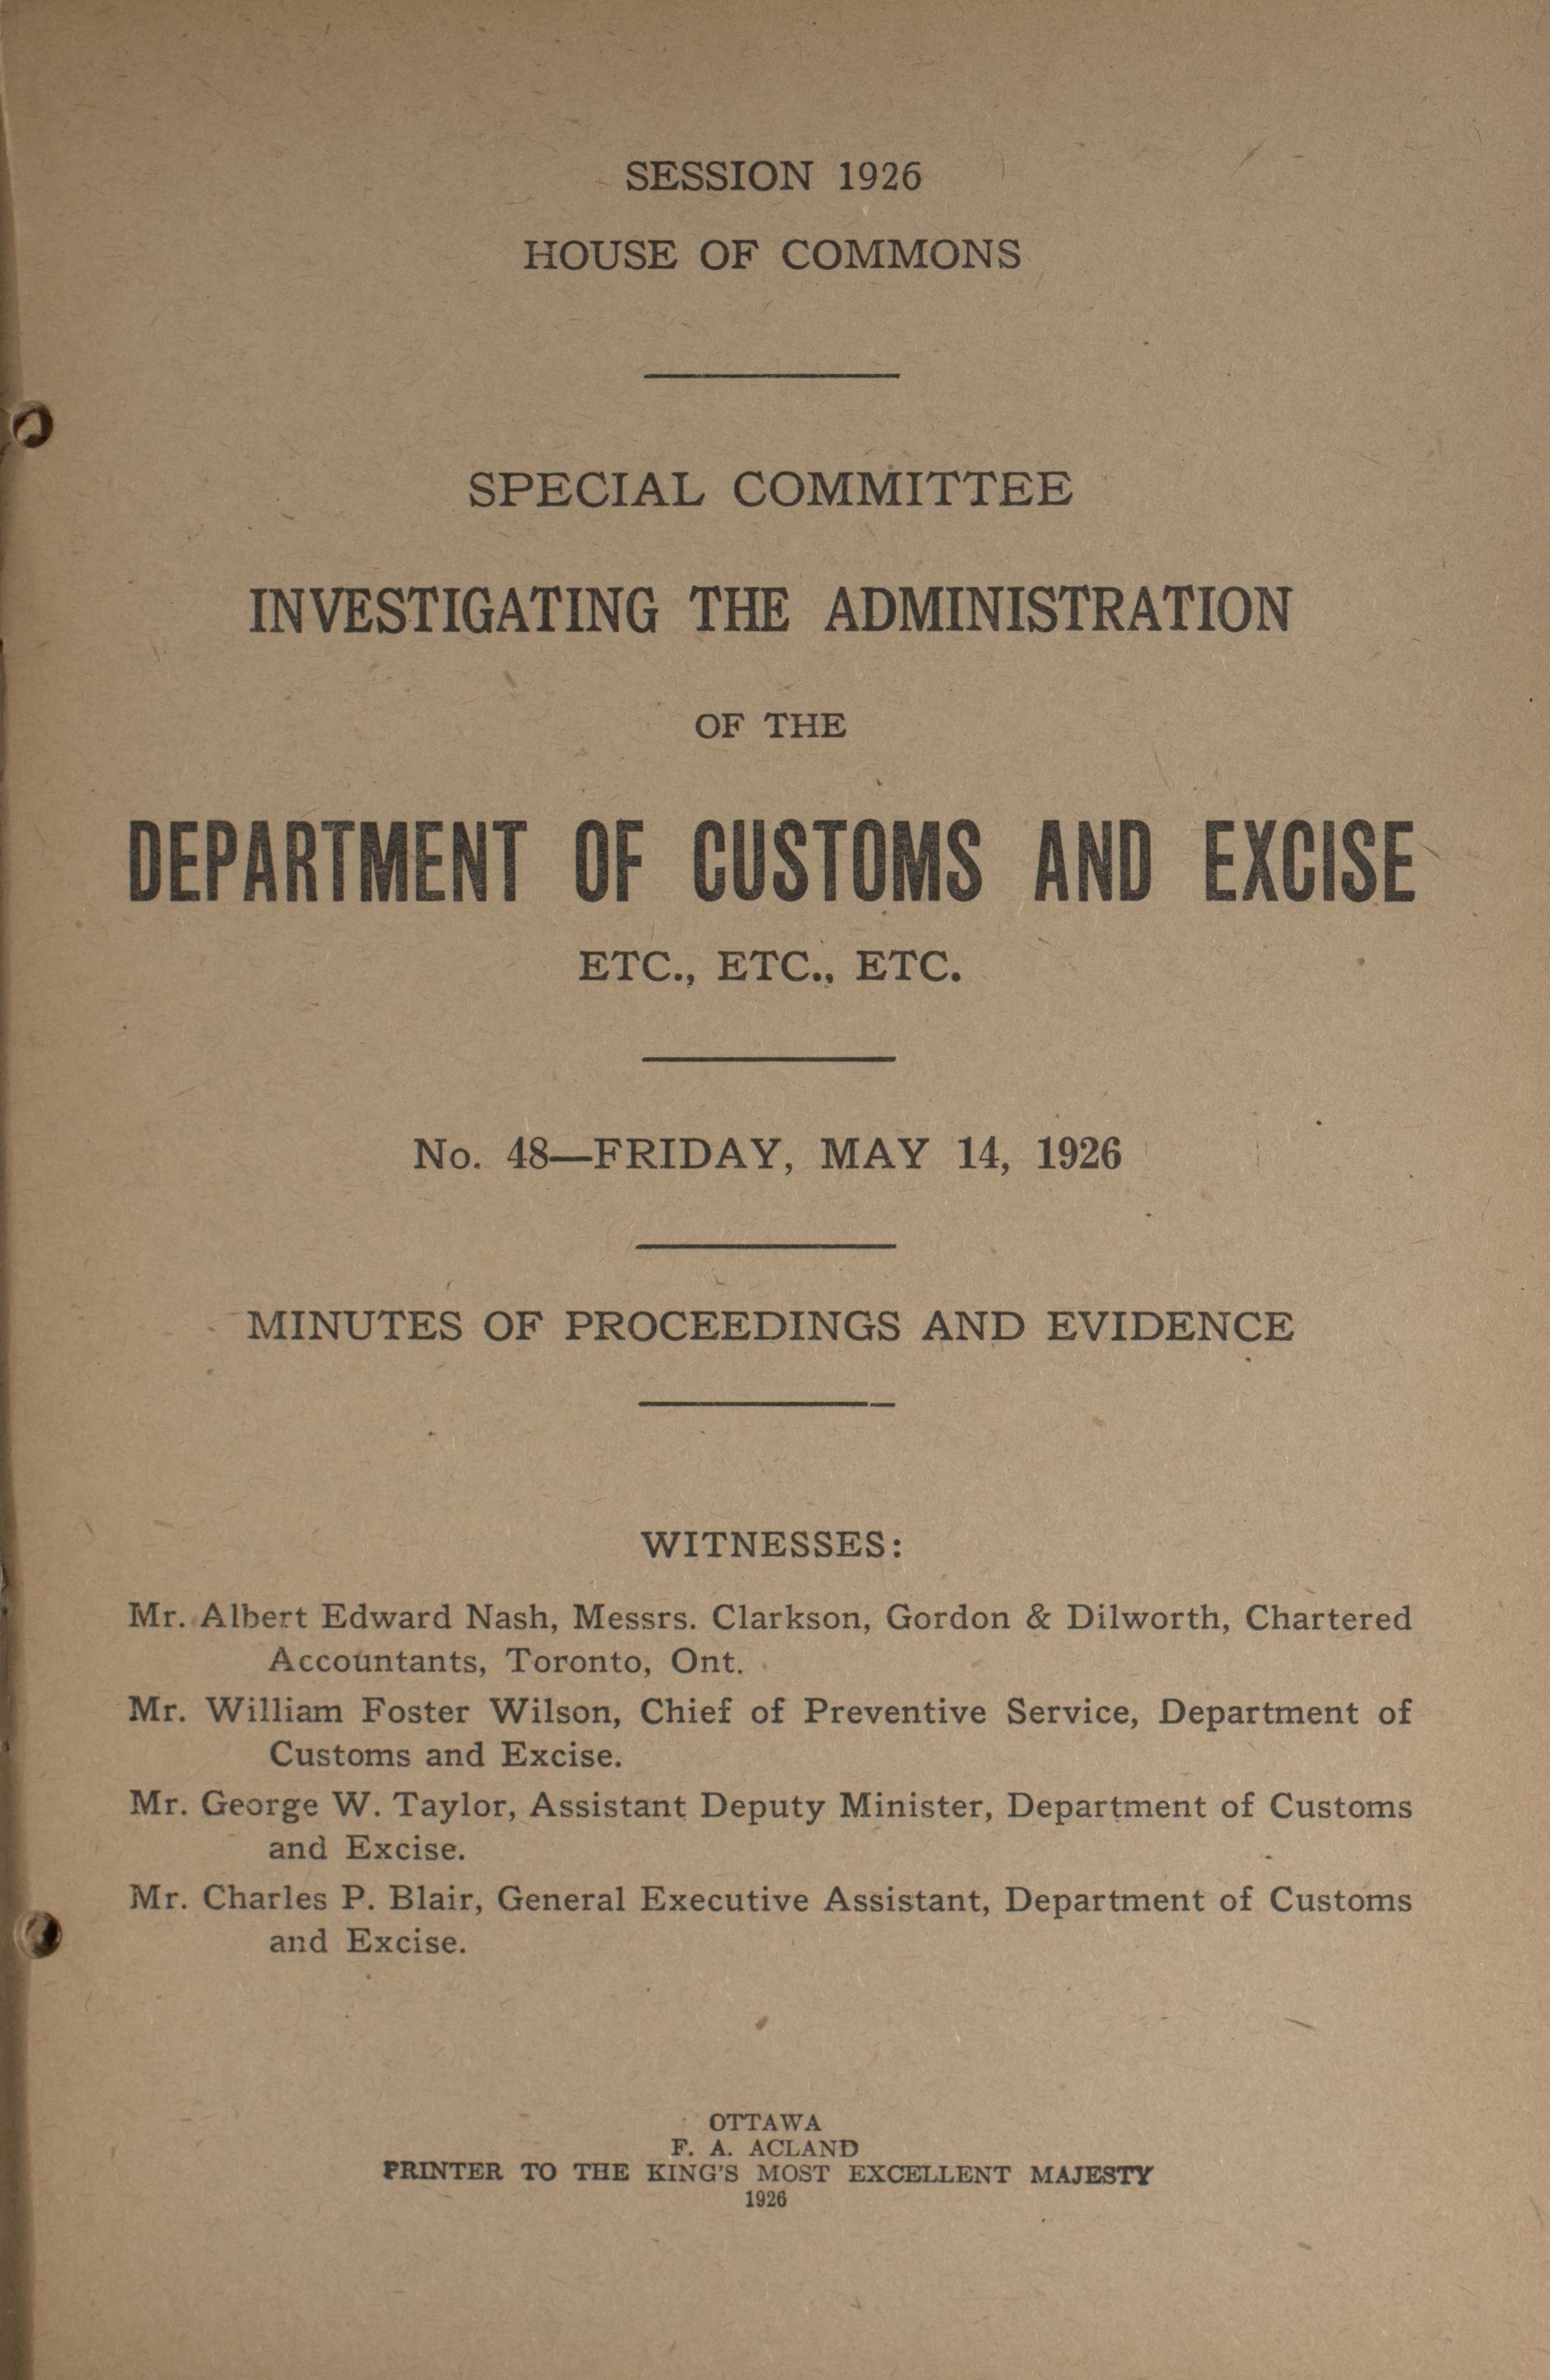 SESSION 1926
HOUSE OF COMMONS
SPECIAL COMMITTEE
INVESTIGATING THE ADMINISTRATION
OF THE
DEPARTMENT OF CUSTOMS AND EXCISE
ETC., ETC., ETC.
No. 48—FRIDAY, MAY 14, 1926
MINUTES OF PROCEEDINGS AND EVIDENCE
WITNESSES:
Mr. Albert Edward Nash, Messrs. Clarkson, Gordon & Dilworth, Chartered
Accountants, Toronto, Ont.
Mr. William Foster Wilson, Chief of Preventive Service, Department of
Customs and Excise.
Mr. George W. Taylor, Assistant Deputy Minister, Department of Customs
and Excise.
Mr. Charles P. Blair, General Executive Assistant, Department of Customs
and Excise.
OTTAWA
F. A. ACLAND
PRINTER TO THE KING'S MOST EXCELLENT MAJESTY
1926